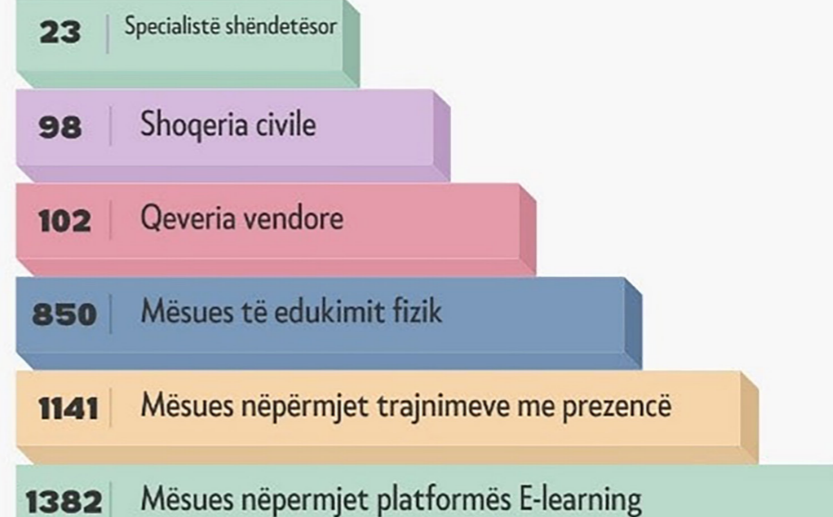 23 Specialistë shëndetësor
98 Shoqeria civile
102 Qeveria vendore
850 Mësues të edukimit fizik
1141 Mësues nëpërmjet trajnimeve me prezencë
1382 Mësues nëpermjet platformës E-learning